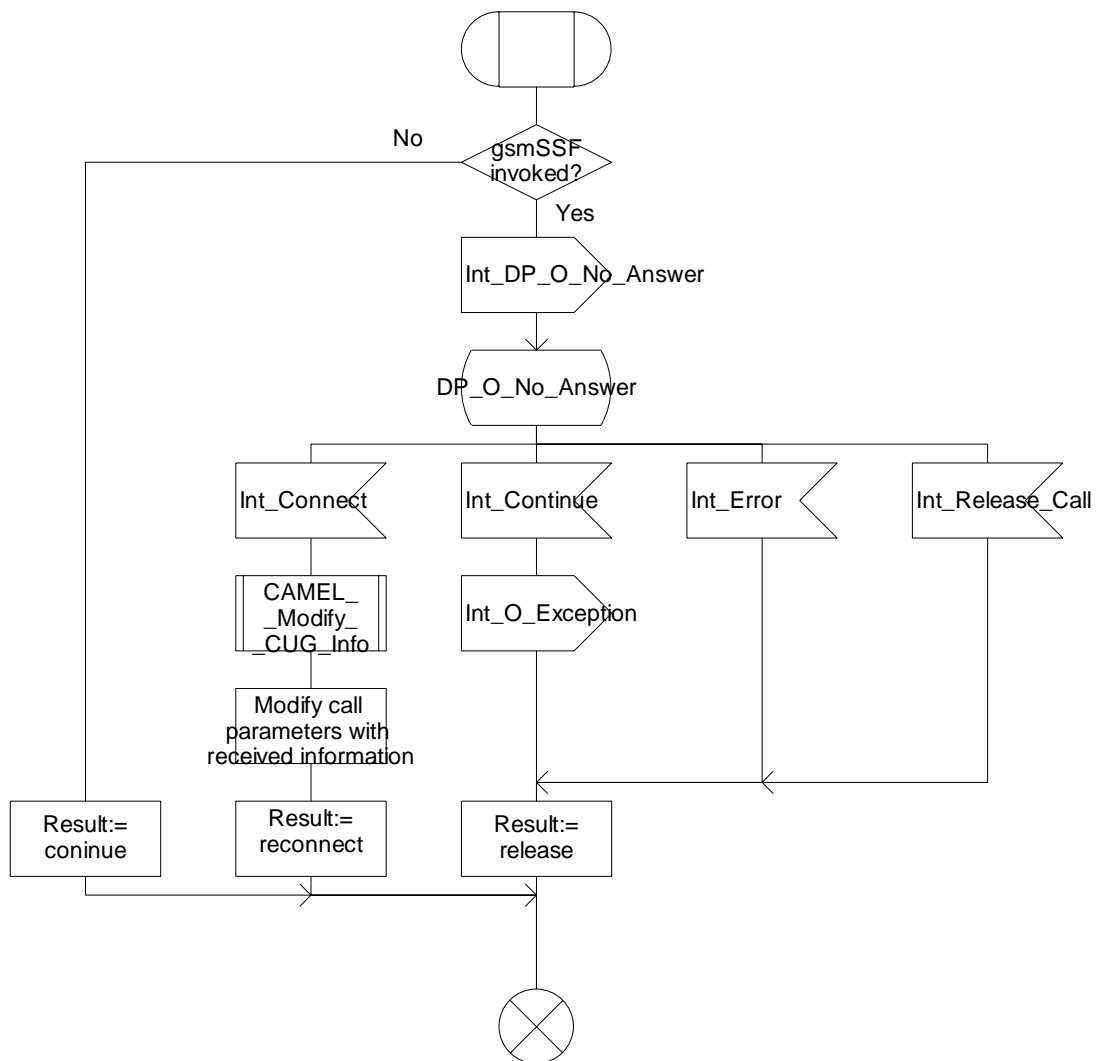 No
gsmSSF
invoked?
Yes
Int_DP_O_No_Answer
DP_O_No_Answer
Int_Connect
Int_Continue
Int_Error
Int_Release_Call
CAMEL_
_Modify_
_CUG_Info
Int_O_Exception
Modify call
parameters with
received information
Result:=
coninue
Result:=
reconnect
Result:=
release